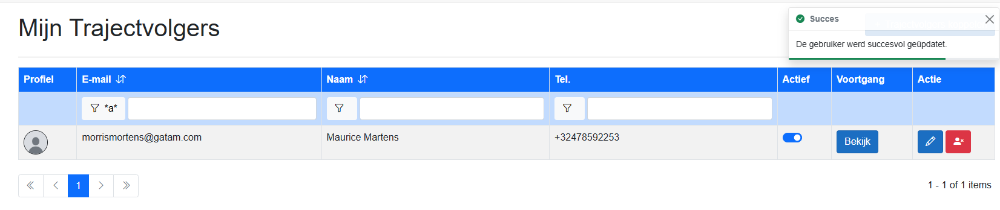 Mijn Trajectvolgers
Succes
De gebruiker werd succesvol geüpdatet.
Profiel E-mail Naam Tel. Actief Voortgang Actie
*a*
morrismortens@gatam.com Maurice Martens +32478592253 Bekijk
1
1 - 1 of 1 items